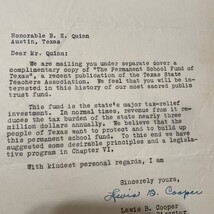 Honorable B. K. Quinn
Austin, Texas
Dear Mr. Quinn:
We are mailing you under separate cover a
complimentary copy of "The Permanent School Fund of
Texas", a recent publication of the Texas State
Teachers Association. We feel that you will be
interested in this history of our most sacred public
trust fund.
This fund is the state's major tax-relief
investment. In normal times, revenue from it re-
duces the tax burden of the state nearly three
million dollars annually. We believe that the
people of Texas want to protect and to build up
this permanent school fund. To this end we have
suggested some desirable principles and a legisla-
tive program in Chapter VI.
With kindest personal regards, I am
Sincerely yours,
Lewis B. Cooper
Lewis B. Cooper
Director